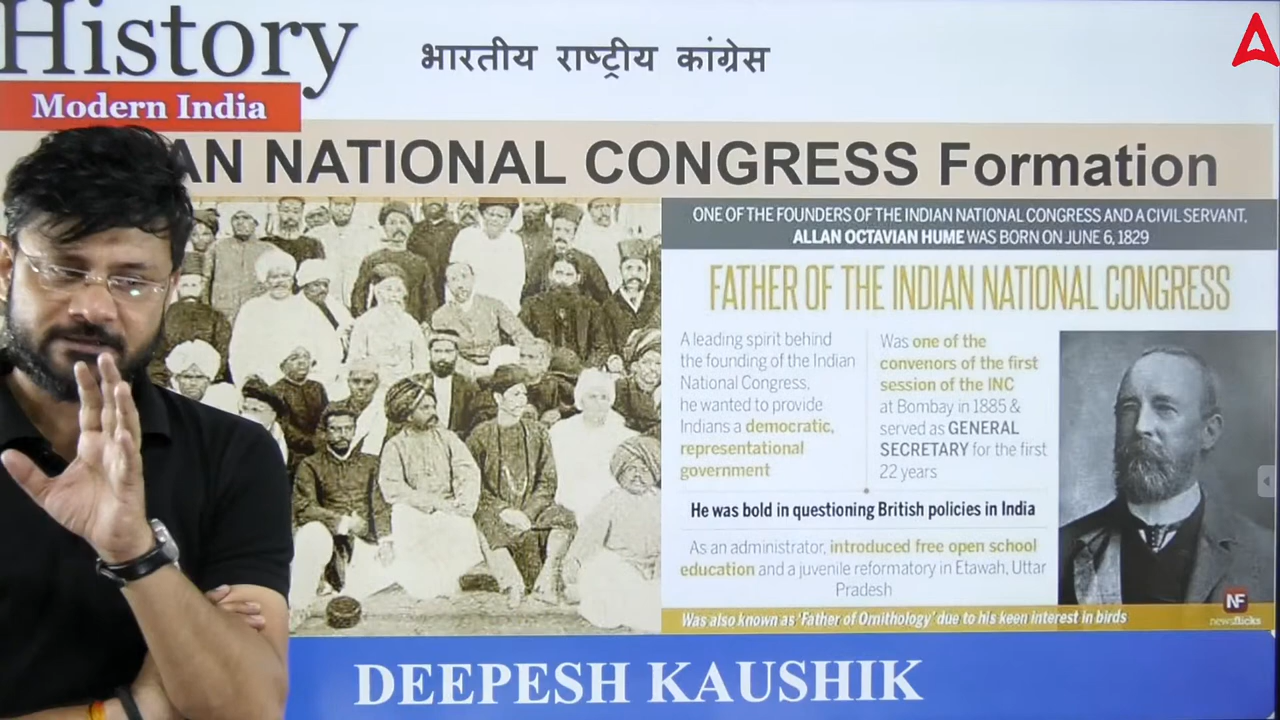 History
भारतीय राष्ट्रीय कांग्रेस
Modern India
AN NATIONAL CONGRESS Formation
ONE OF THE FOUNDERS OF THE INDIAN NATIONAL CONGRESS AND A CIVIL SERVANT,
ALLAN OCTAVIAN HUME WAS BORN ON JUNE 6, 1829
FATHER OF THE INDIAN NATIONAL CONGRESS
A leading spirit behind
the founding of the Indian
National Congress,
he wanted to provide
Indians a democratic,
representational
government
Was one of the
convenors of the first
session of the INC
at Bombay in 1885 &
served as GENERAL
SECRETARY for the first
22 years
He was bold in questioning British policies in India
As an administrator, introduced free open school
education and a juvenile reformatory in Etawah, Uttar
Pradesh
Was also known as 'Father of Ornithology' due to his keen interest in birds
NF
newsflicks
DEEPESH KAUSHIK